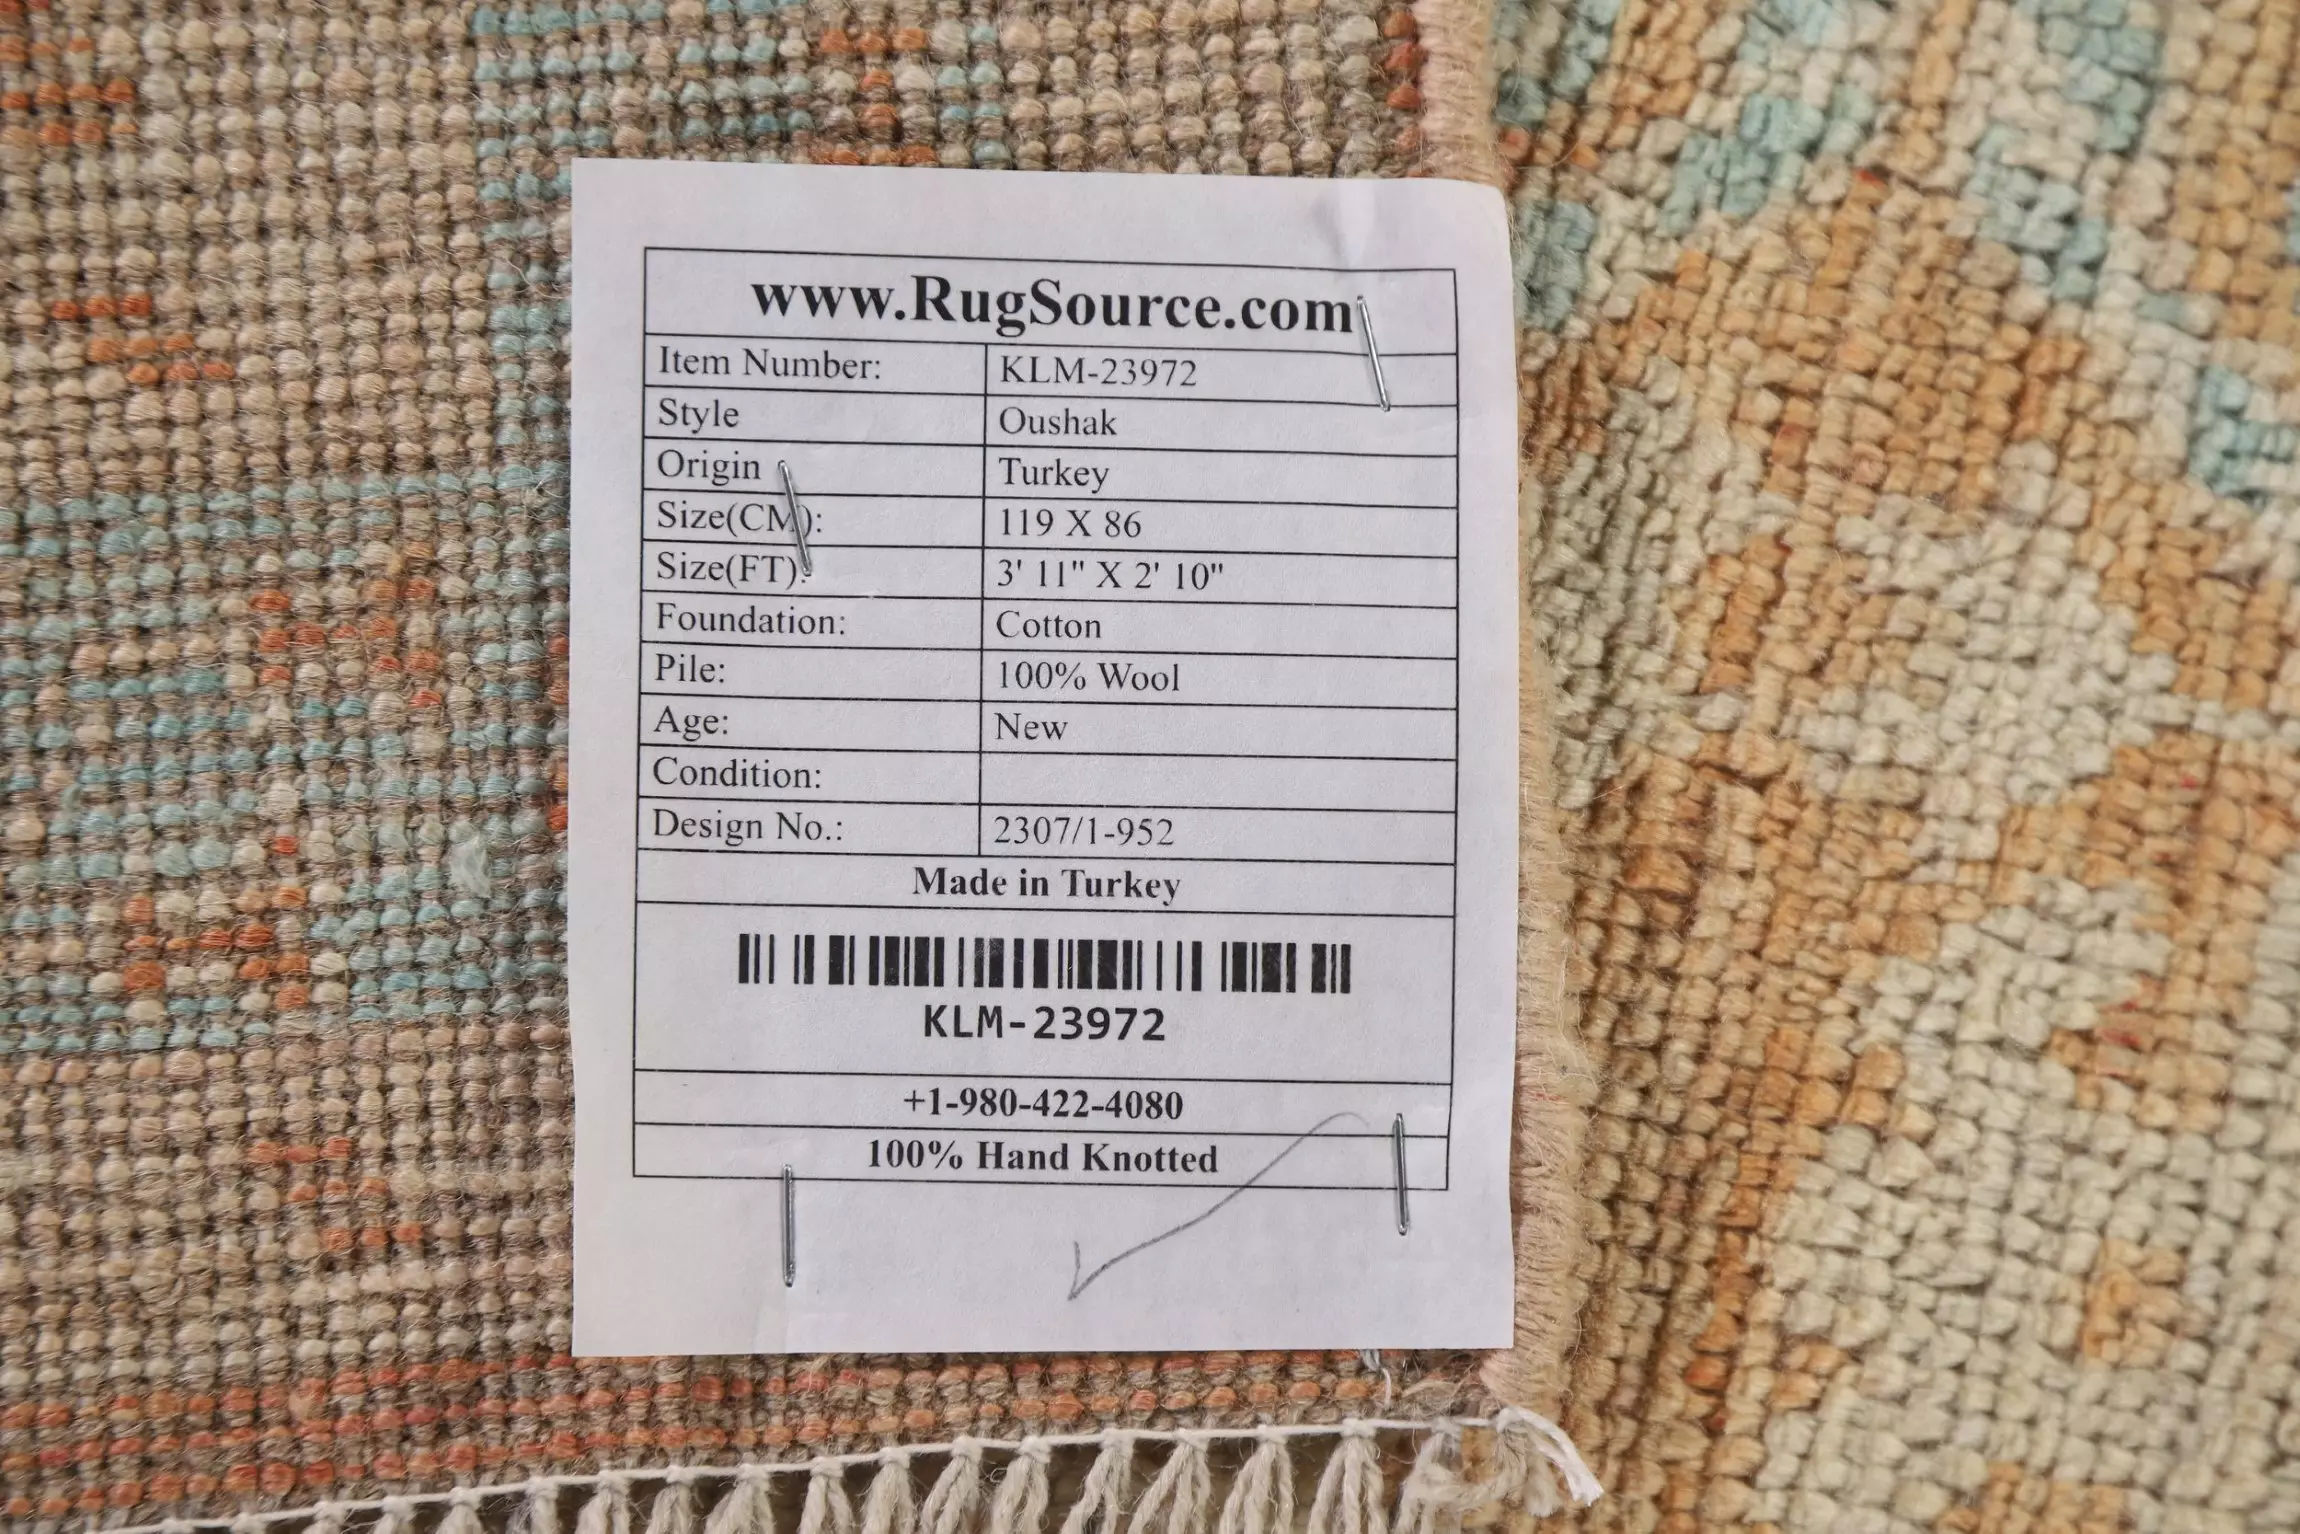 www.RugSource.com
Item Number: KLM-23972
Style Oushak
Origin Turkey
Size(CM): 119 X 86
Size(FT): 3' 11" X 2' 10"
Foundation: Cotton
Pile: 100% Wool
Age: New
Condition:
Design No.: 2307/1-952
Made in Turkey
KLM-23972
+1-980-422-4080
100% Hand Knotted